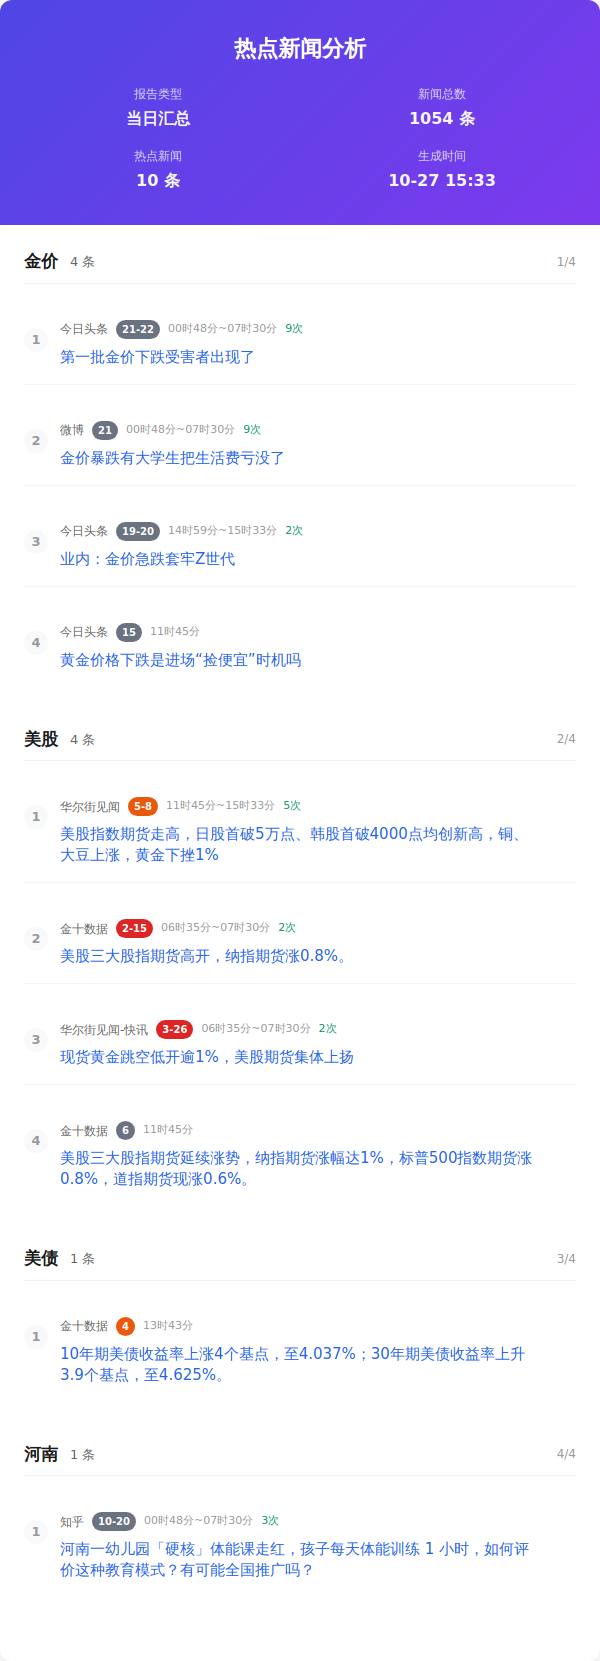 热点新闻分析
报告类型
当日汇总
新闻总数
1054 条
热点新闻
10 条
生成时间
10-27 15:33
金价 4 条 1/4
1 今日头条 21-22 00时48分~07时30分 9次
第一批金价下跌受害者出现了
2 微博 21 00时48分~07时30分 9次
金价暴跌有大学生把生活费亏没了
3 今日头条 19-20 14时59分~15时33分 2次
业内：金价急跌套牢Z世代
4 今日头条 15 11时45分
黄金价格下跌是进场“捡便宜”时机吗
美股 4 条 2/4
1 华尔街见闻 5-8 11时45分~15时33分 5次
美股指数期货走高，日股首破5万点、韩股首破4000点均创新高，铜、
大豆上涨，黄金下挫1%
2 金十数据 2-15 06时35分~07时30分 2次
美股三大股指期货高开，纳指期货涨0.8%。
3 华尔街见闻-快讯 3-26 06时35分~07时30分 2次
现货黄金跳空低开逾1%，美股期货集体上扬
4 金十数据 6 11时45分
美股三大股指期货延续涨势，纳指期货涨幅达1%，标普500指数期货涨
0.8%，道指期货现涨0.6%。
美债 1 条 3/4
1 金十数据 4 13时43分
10年期美债收益率上涨4个基点，至4.037%；30年期美债收益率上升
3.9个基点，至4.625%。
河南 1 条 4/4
1 知乎 10-20 00时48分~07时30分 3次
河南一幼儿园「硬核」体能课走红，孩子每天体能训练 1 小时，如何评
价这种教育模式？有可能全国推广吗？